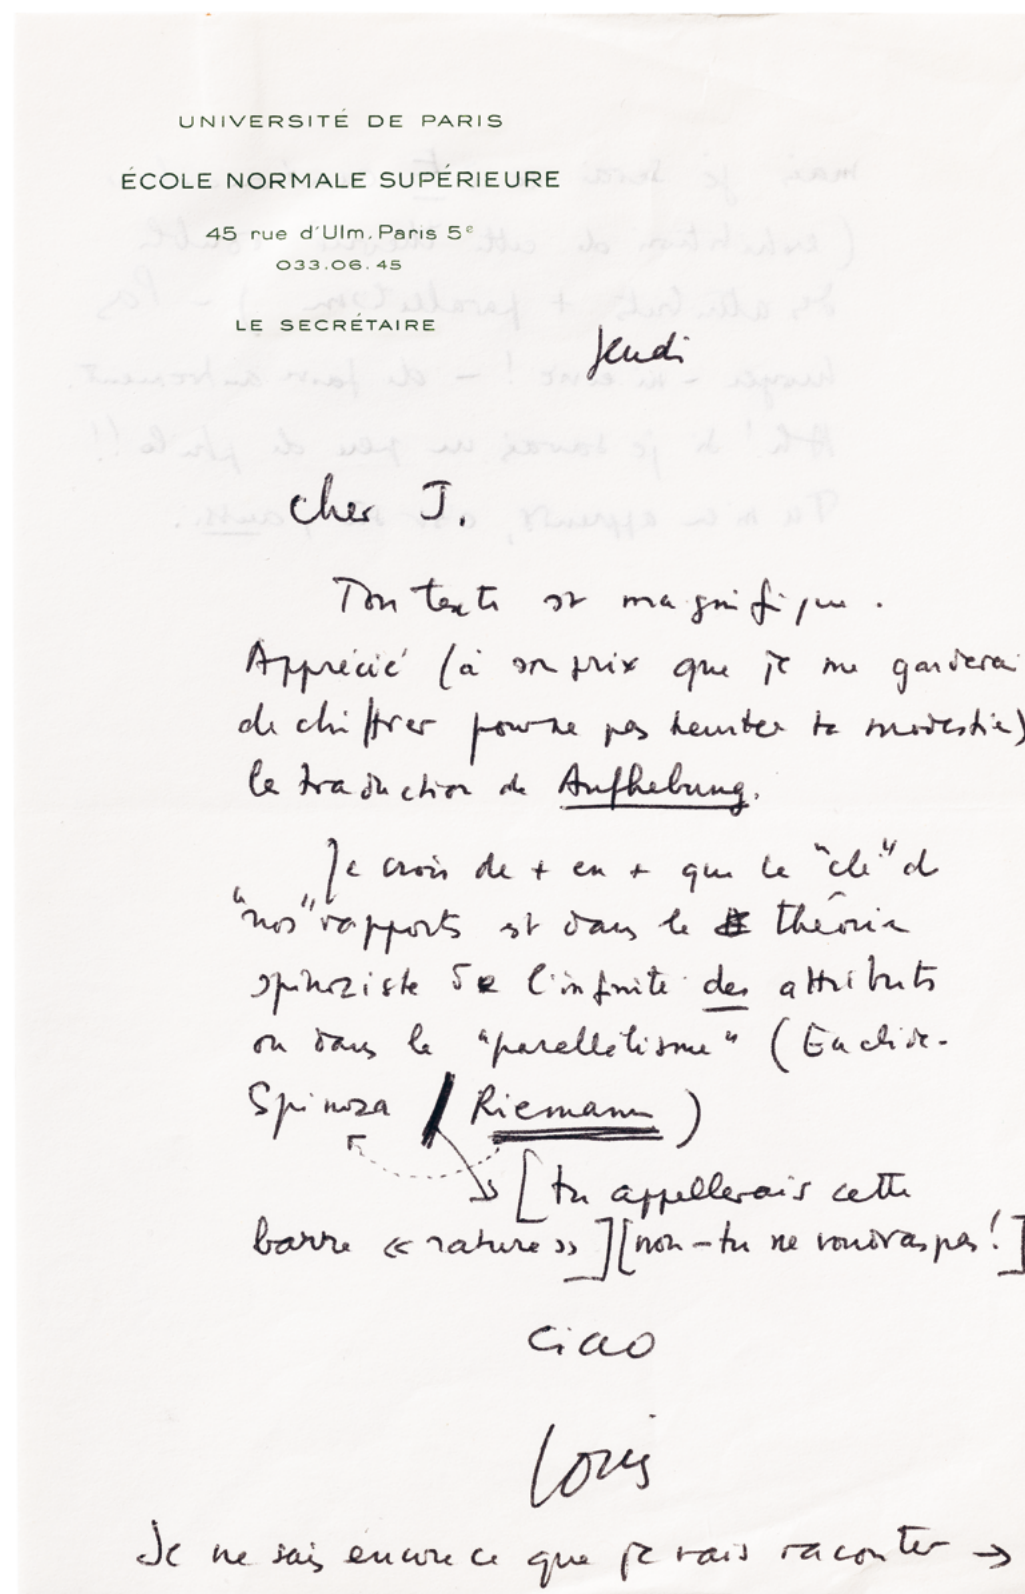 UNIVERSITÉ DE PARIS
ÉCOLE NORMALE SUPÉRIEURE
45 rue d'Ulm. Paris 5e
033.06.45
LE SECRÉTAIRE
Jeudi
Cher J.
Ton texte est magnifique.
Apprécié (à son prix que je me garderai
de chiffrer pour ne pas heurter ta modestie)
la traduction de Aufhebung.
Je crois de + en + que la "clé" de
"nos" rapports est dans la théorie
spinoziste de l'infinité des attributs
ou dans le "parallélisme" (Euclide-
Spinoza / Riemann)
[tu appellerais cette
barre « rature »] [non – tu ne voudras pas !]
Ciao
Louis
Je ne sais encore ce que je vais raconter →